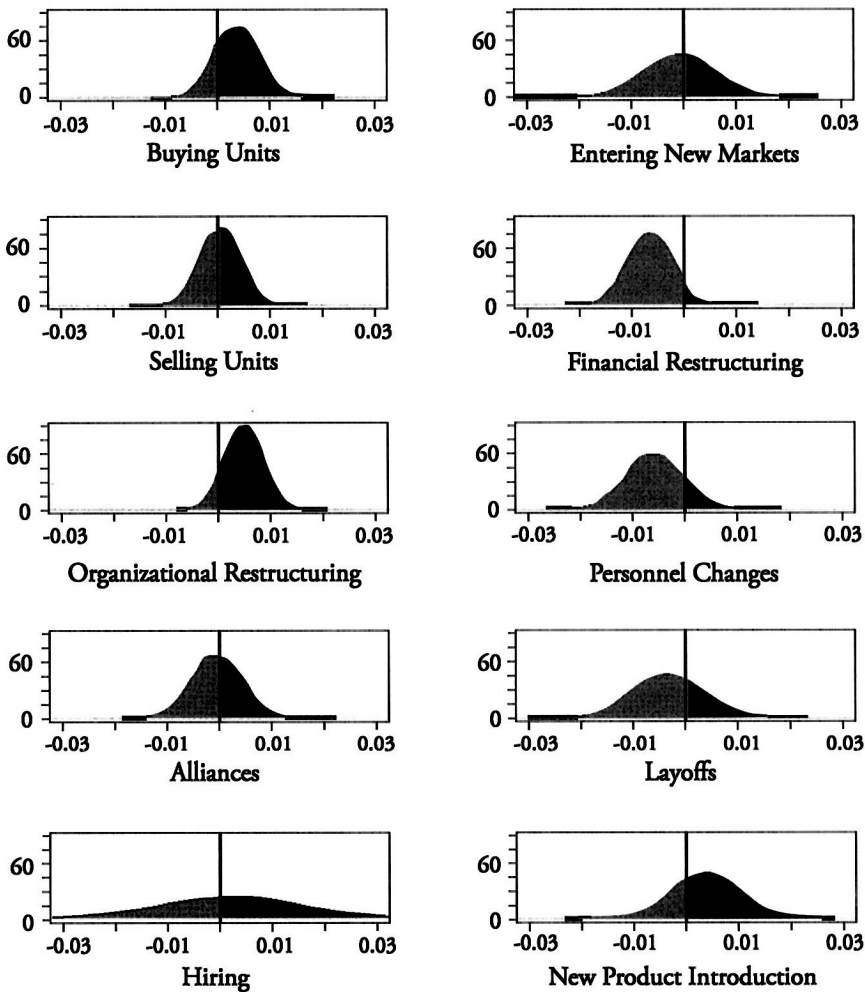 60
0
-0.03 -0.01 0.01 0.03
Buying Units
60
0
-0.03 -0.01 0.01 0.03
Entering New Markets
60
0
-0.03 -0.01 0.01 0.03
Selling Units
60
0
-0.03 -0.01 0.01 0.03
Financial Restructuring
60
0
-0.03 -0.01 0.01 0.03
Organizational Restructuring
60
0
-0.03 -0.01 0.01 0.03
Personnel Changes
60
0
-0.03 -0.01 0.01 0.03
Alliances
60
0
-0.03 -0.01 0.01 0.03
Layoffs
60
0
-0.03 -0.01 0.01 0.03
Hiring
60
0
-0.03 -0.01 0.01 0.03
New Product Introduction